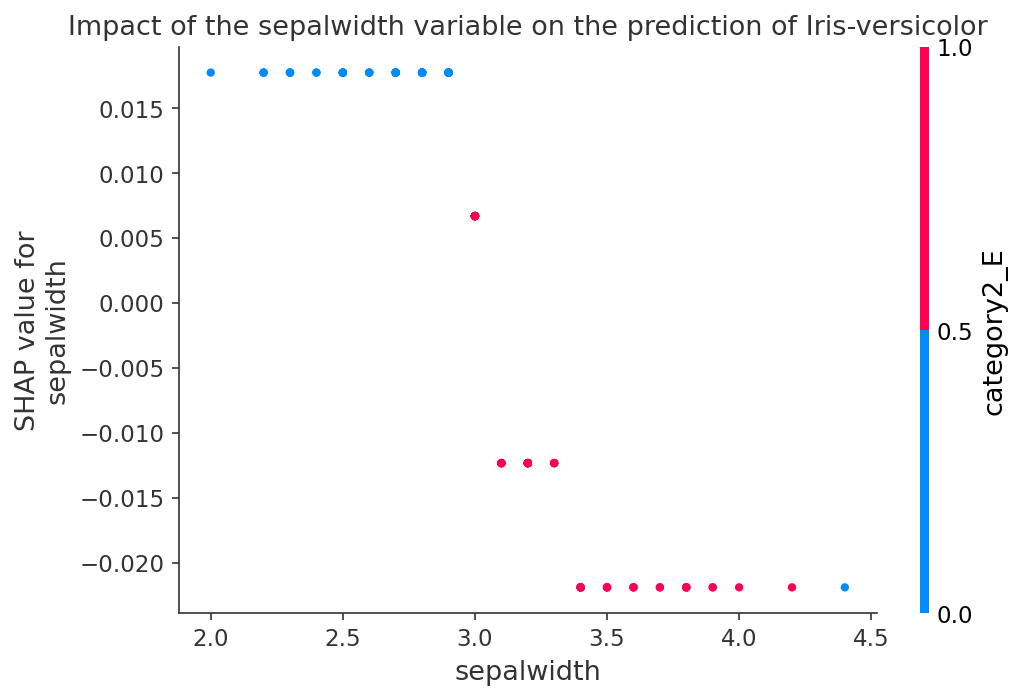 Impact of the sepalwidth variable on the prediction of Iris-versicolor
1.0
0.015
0.010
0.005
0.000
−0.005
−0.010
−0.015
−0.020
SHAP value for
sepalwidth
0.5
category2_E
0.0
2.0 2.5 3.0 3.5 4.0 4.5
sepalwidth